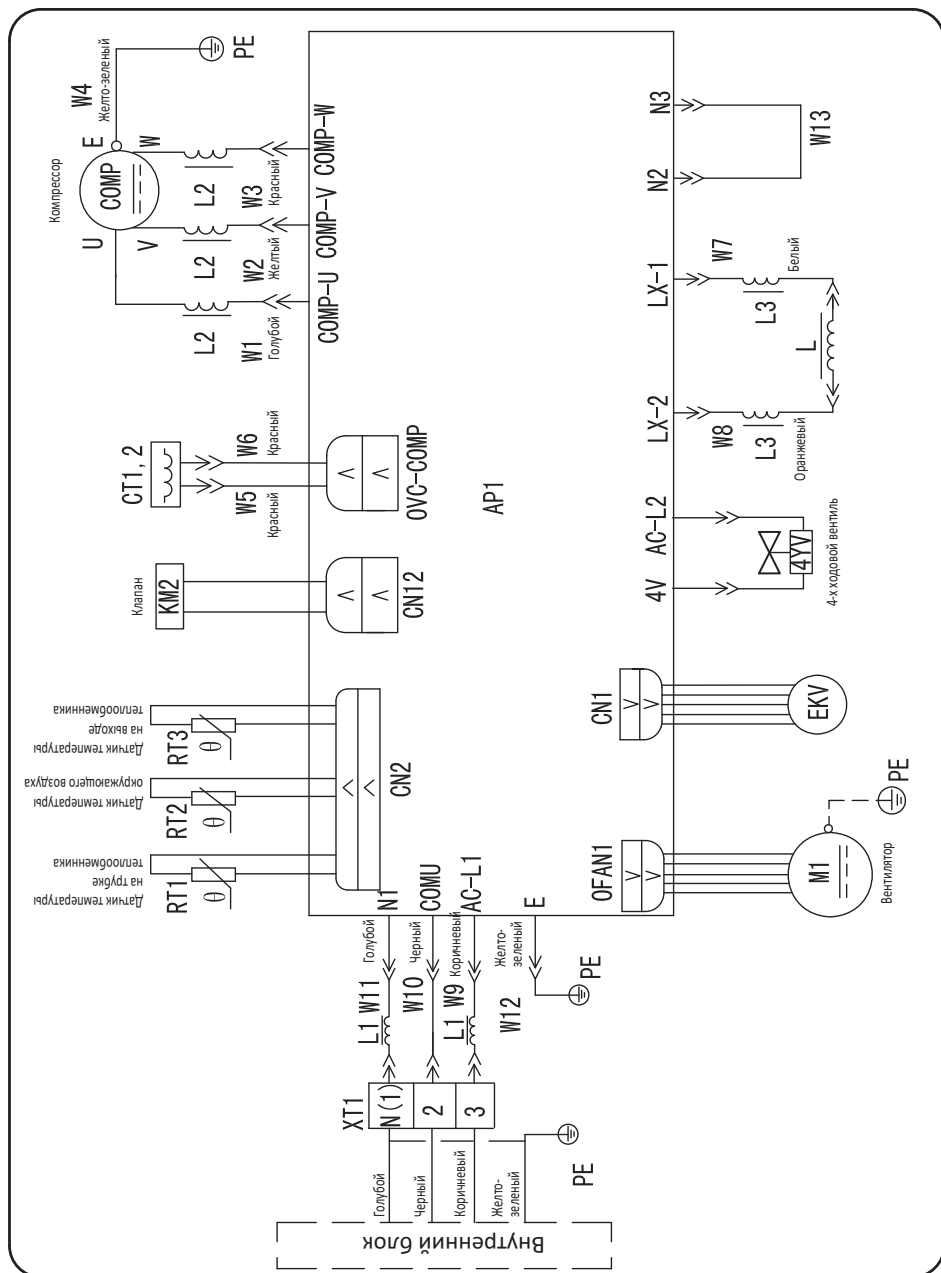 Внутренний блок
Голубой
Черный
Коричневый
Желто-
зеленый
PE
XT1
N(1)
2
3
L1 W11
W10
L1 W9
W12
Голубой
Черный
Коричневый
Желто-
зеленый
PE
N1
COMU
AC-L1
E
Датчик температуры
на трубке
теплообменника
RT1
θ
Датчик температуры
окружающего воздуха
RT2
θ
Датчик температуры
на выходе
теплообменника
RT3
θ
CN2
Клапан
KM2
CN12
CT1, 2
W5
Красный
W6
Красный
OVC-COMP
Компрессор
COMP
U
V
W
E
W4
Желто-зеленый
PE
L2
L2
L2
W1
Голубой
W2
Желтый
W3
Красный
COMP-U
COMP-V
COMP-W
AP1
OFAN1
M1
Вентилятор
PE
CN1
EKV
4V
AC-L2
4YV
4-х ходовой вентиль
LX-2
LX-1
W8
L3
Оранжевый
L
W7
L3
Белый
N2
N3
W13